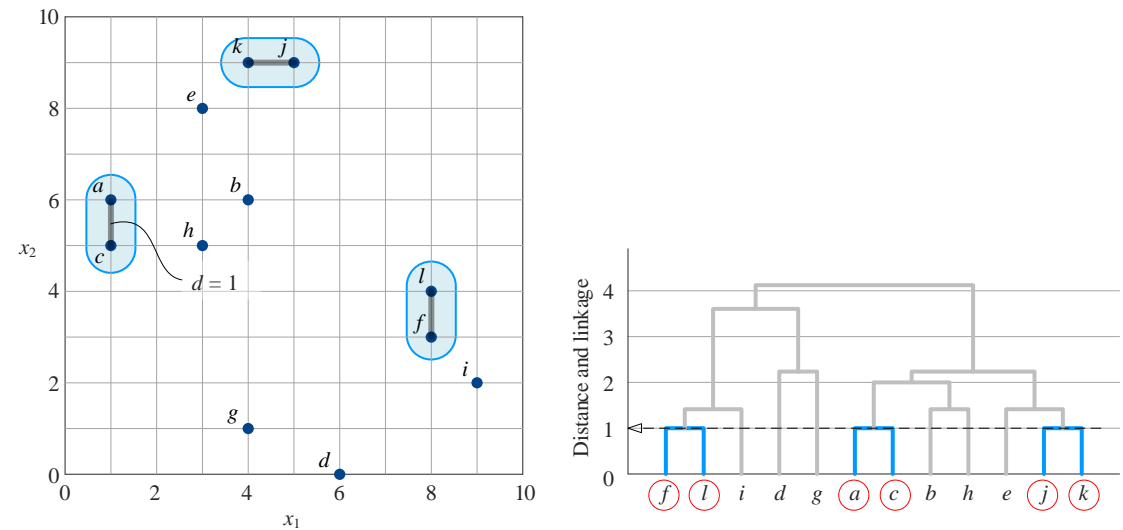 10
k j
8
e
6
a
b
h
c
x2
d = 1
4
l
f
i
2
g
d
0
0 2 4 6 8 10
x1
Distance and linkage
4
3
2
1
0
f l i d g a c b h e j k